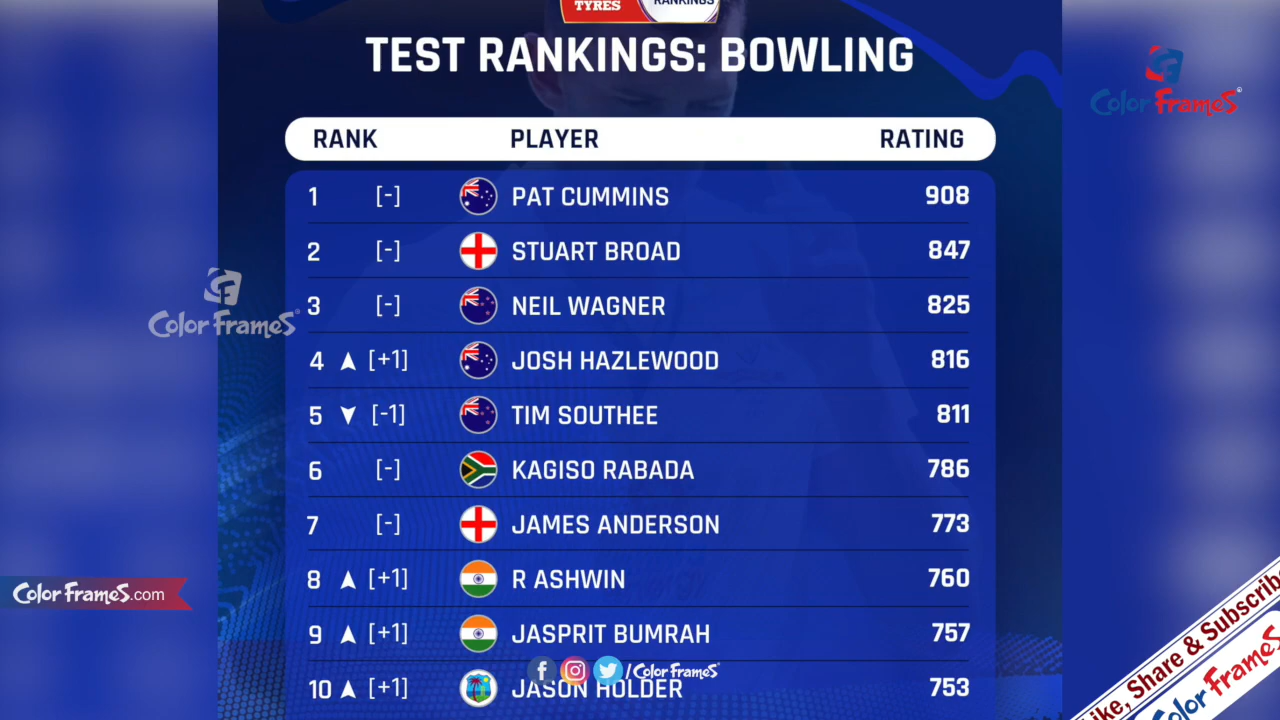 TYRES
RANKINGS
TEST RANKINGS: BOWLING
Color FrameS
RANK PLAYER RATING
1 [-] PAT CUMMINS 908
2 [-] STUART BROAD 847
3 [-] NEIL WAGNER 825
Color FrameS
4 ▲ [+1] JOSH HAZLEWOOD 816
5 ▼ [-1] TIM SOUTHEE 811
6 [-] KAGISO RABADA 786
7 [-] JAMES ANDERSON 773
8 ▲ [+1] R ASHWIN 760
Color FrameS.com
9 ▲ [+1] JASPRIT BUMRAH 757
/Color FrameS
10 ▲ [+1] JASON HOLDER 753
Share & Subscribe
Color FrameS